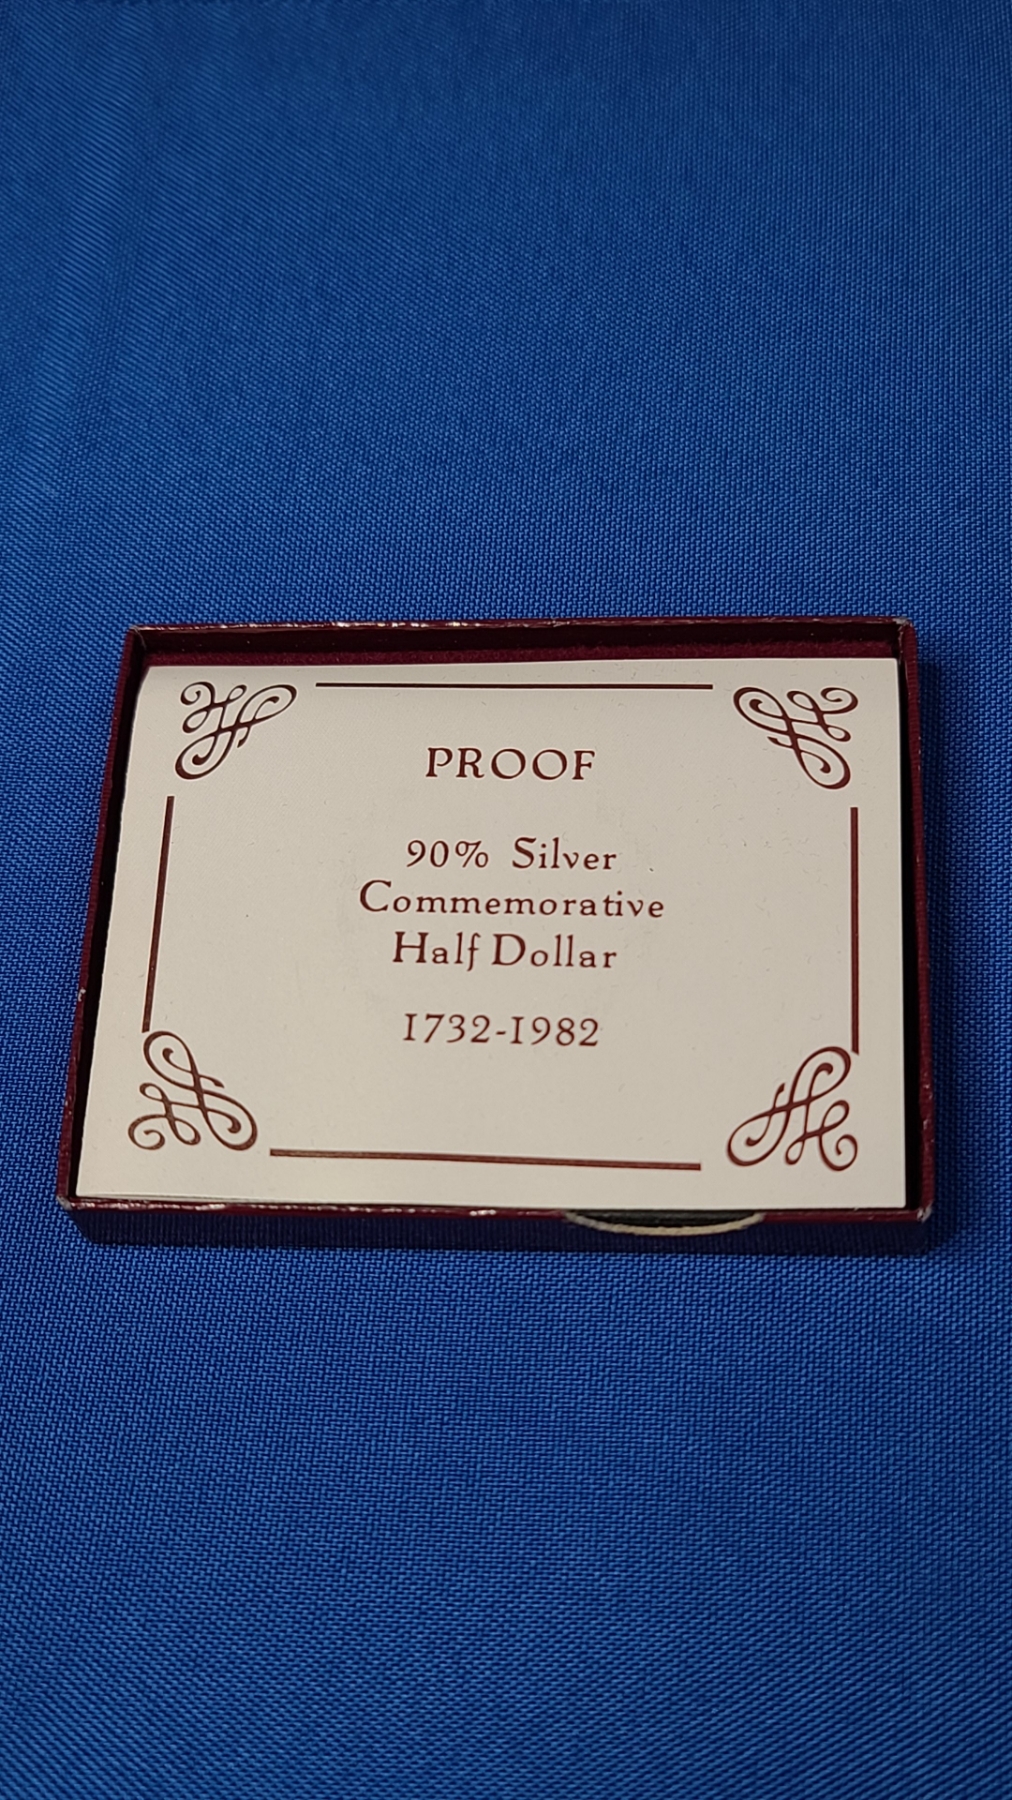 PROOF
90% Silver
Commemorative
Half Dollar
1732-1982